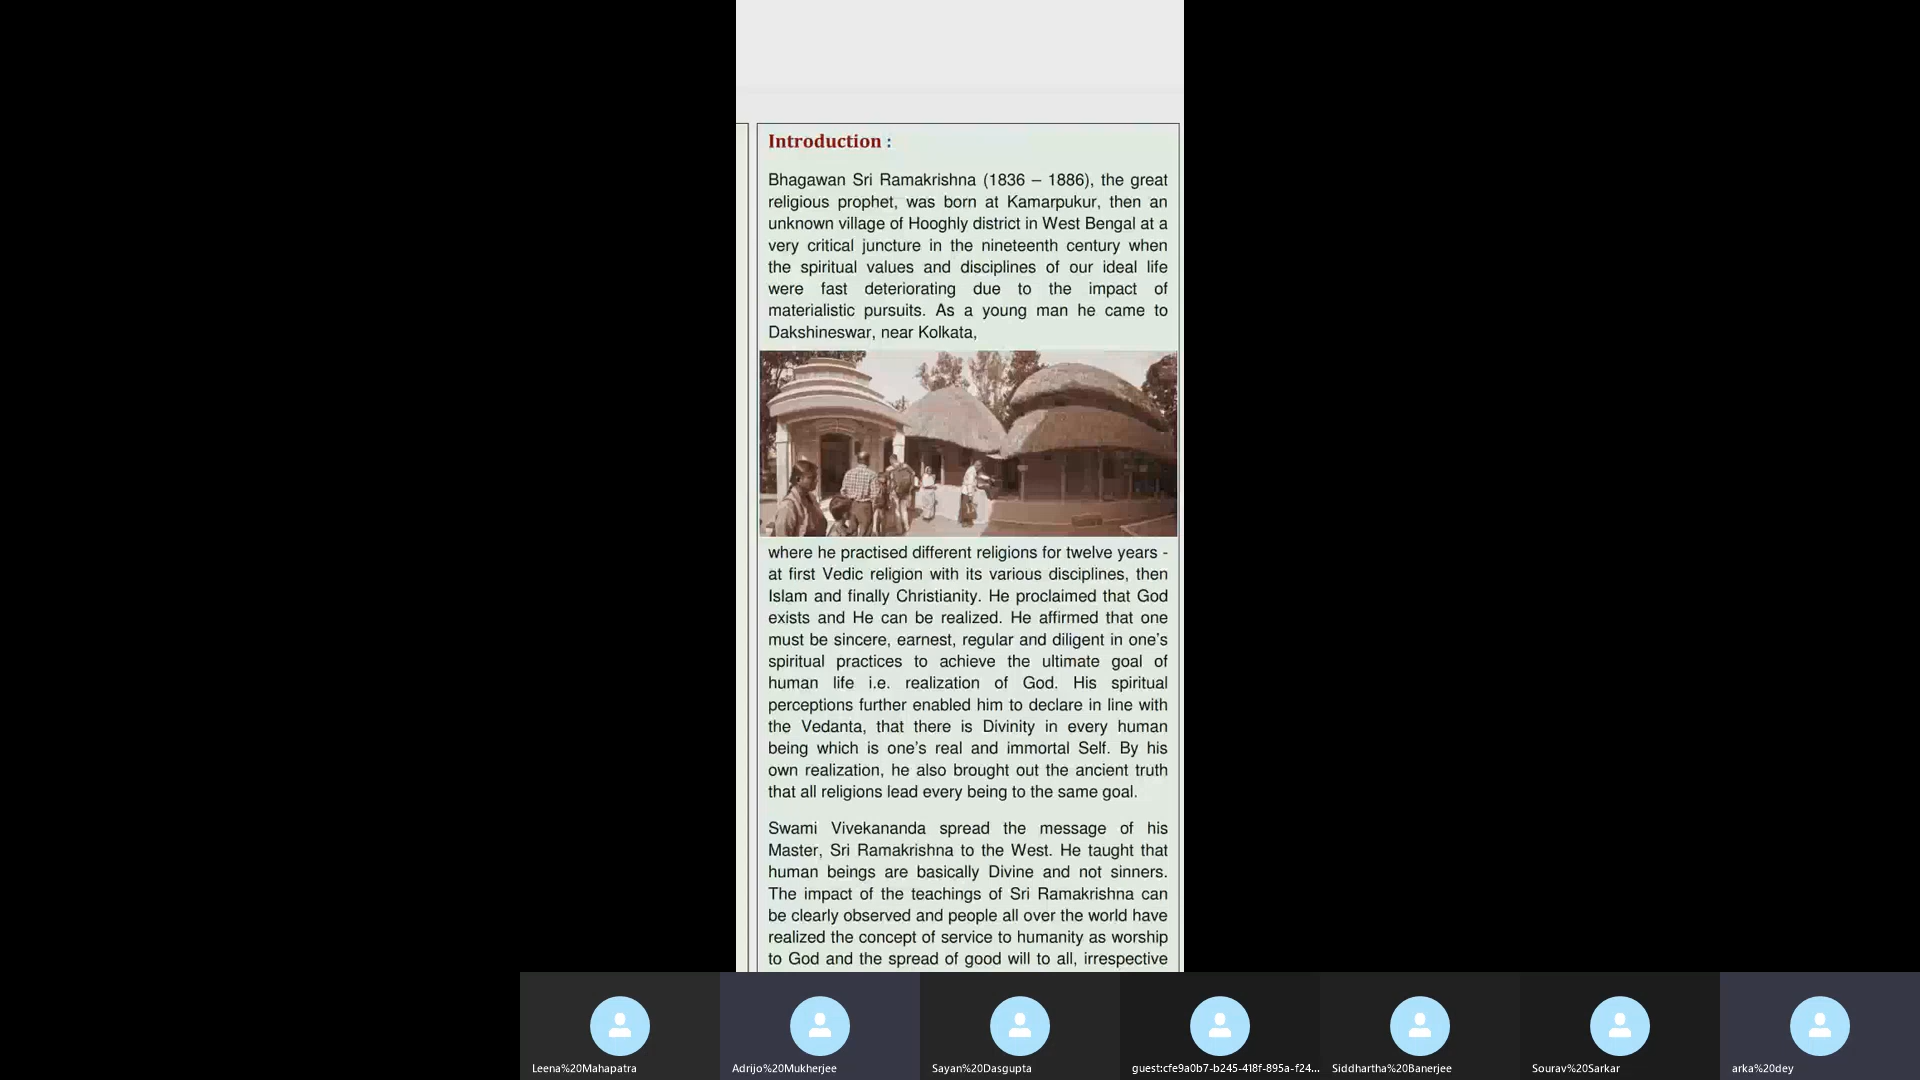 Introduction :
Bhagawan Sri Ramakrishna (1836 – 1886), the great
religious prophet, was born at Kamarpukur, then an
unknown village of Hooghly district in West Bengal at a
very critical juncture in the nineteenth century when
the spiritual values and disciplines of our ideal life
were fast deteriorating due to the impact of
materialistic pursuits. As a young man he came to
Dakshineswar, near Kolkata,
where he practised different religions for twelve years -
at first Vedic religion with its various disciplines, then
Islam and finally Christianity. He proclaimed that God
exists and He can be realized. He affirmed that one
must be sincere, earnest, regular and diligent in one’s
spiritual practices to achieve the ultimate goal of
human life i.e. realization of God. His spiritual
perceptions further enabled him to declare in line with
the Vedanta, that there is Divinity in every human
being which is one’s real and immortal Self. By his
own realization, he also brought out the ancient truth
that all religions lead every being to the same goal.
Swami Vivekananda spread the message of his
Master, Sri Ramakrishna to the West. He taught that
human beings are basically Divine and not sinners.
The impact of the teachings of Sri Ramakrishna can
be clearly observed and people all over the world have
realized the concept of service to humanity as worship
to God and the spread of good will to all, irrespective
Leena%20Mahapatra
Adrijo%20Mukherjee
Sayan%20Dasgupta
guest:cfe9a0b7-b245-418f-895a-f24...
Siddhartha%20Banerjee
Sourav%20Sarkar
arka%20dey